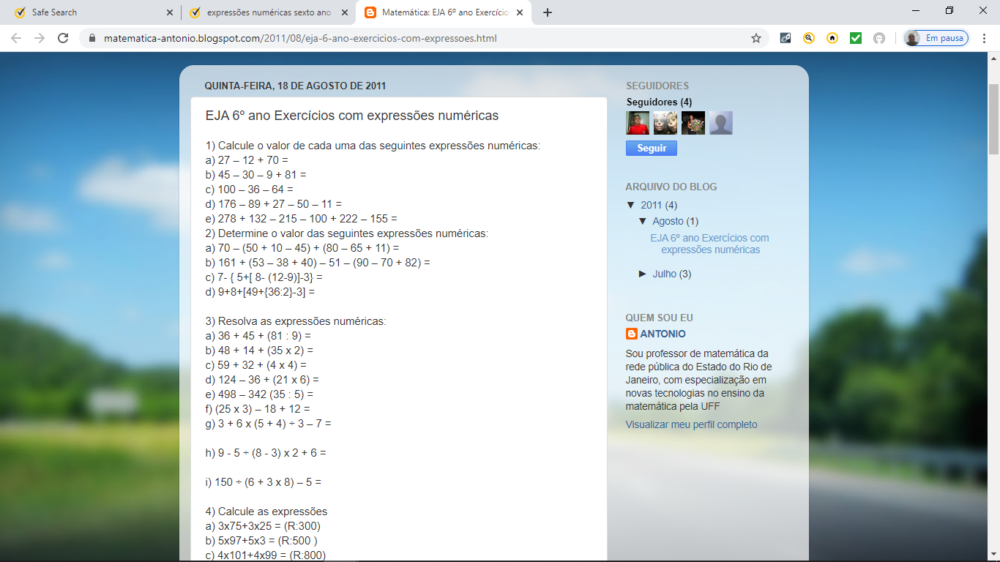 Safe Search
expressões numéricas sexto ano
Matemática: EJA 6º ano Exercício
matematica-antonio.blogspot.com/2011/08/eja-6-ano-exercicios-com-expressoes.html
Em pausa
QUINTA-FEIRA, 18 DE AGOSTO DE 2011
EJA 6º ano Exercícios com expressões numéricas
1) Calcule o valor de cada uma das seguintes expressões numéricas:
a) 27 – 12 + 70 =
b) 45 – 30 – 9 + 81 =
c) 100 – 36 – 64 =
d) 176 – 89 + 27 – 50 – 11 =
e) 278 + 132 – 215 – 100 + 222 – 155 =
2) Determine o valor das seguintes expressões numéricas:
a) 70 – (50 + 10 – 45) + (80 – 65 + 11) =
b) 161 + (53 – 38 + 40) – 51 – (90 – 70 + 82) =
c) 7- { 5+[ 8- (12-9)]-3} =
d) 9+8+[49+{36:2}-3] =
3) Resolva as expressões numéricas:
a) 36 + 45 + (81 : 9) =
b) 48 + 14 + (35 x 2) =
c) 59 + 32 + (4 x 4) =
d) 124 – 36 + (21 x 6) =
e) 498 – 342 (35 : 5) =
f) (25 x 3) – 18 + 12 =
g) 3 + 6 x (5 + 4) ÷ 3 – 7 =
h) 9 - 5 ÷ (8 - 3) x 2 + 6 =
i) 150 ÷ (6 + 3 x 8) – 5 =
4) Calcule as expressões
a) 3x75+3x25 = (R:300)
b) 5x97+5x3 = (R:500 )
c) 4x101+4x99 = (R:800)
SEGUIDORES
Seguidores (4)
Seguir
ARQUIVO DO BLOG
▼ 2011 (4)
▼ Agosto (1)
EJA 6º ano Exercícios com
expressões numéricas
► Julho (3)
QUEM SOU EU
ANTONIO
Sou professor de matemática da
rede pública do Estado do Rio de
Janeiro, com especialização em
novas tecnologias no ensino da
matemática pela UFF
Visualizar meu perfil completo